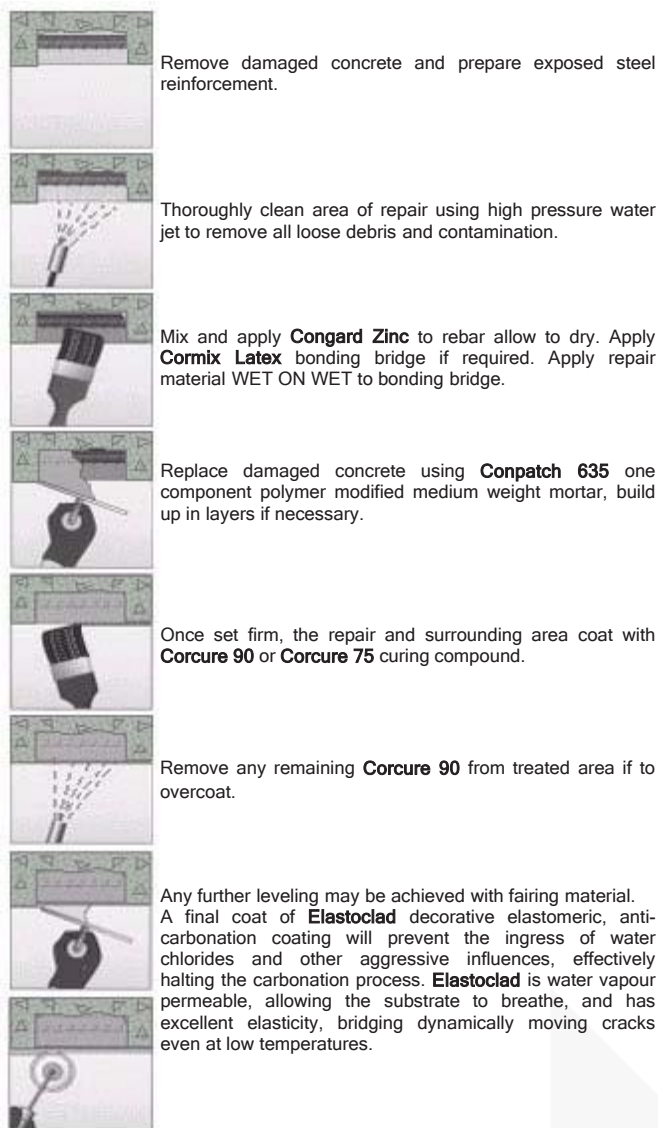 Remove damaged concrete and prepare exposed steel
reinforcement.
Thoroughly clean area of repair using high pressure water
jet to remove all loose debris and contamination.
Mix and apply Congard Zinc to rebar allow to dry. Apply
Cormix Latex bonding bridge if required. Apply repair
material WET ON WET to bonding bridge.
Replace damaged concrete using Conpatch 635 one
component polymer modified medium weight mortar, build
up in layers if necessary.
Once set firm, the repair and surrounding area coat with
Corcure 90 or Corcure 75 curing compound.
Remove any remaining Corcure 90 from treated area if to
overcoat.
Any further leveling may be achieved with fairing material.
A final coat of Elastoclad decorative elastomeric, anti-
carbonation coating will prevent the ingress of water
chlorides and other aggressive influences, effectively
halting the carbonation process. Elastoclad is water vapour
permeable, allowing the substrate to breathe, and has
excellent elasticity, bridging dynamically moving cracks
even at low temperatures.